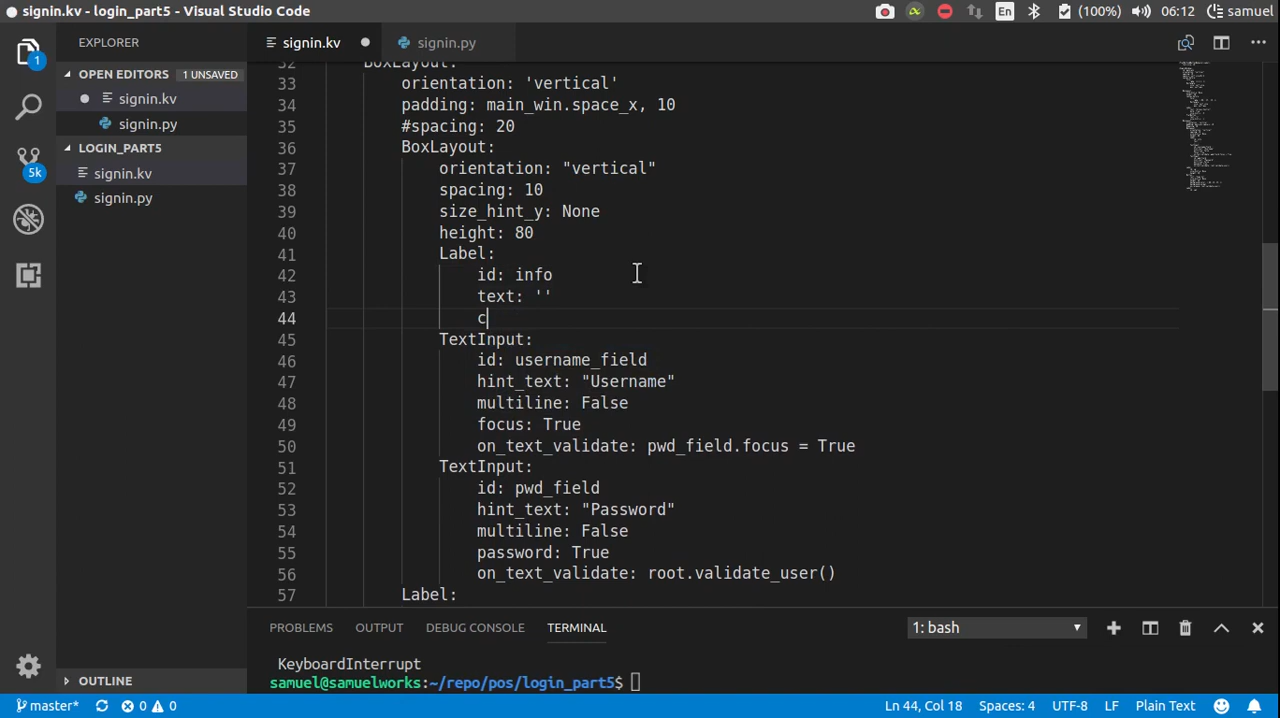 signin.kv - login_part5 - Visual Studio Code
En
(100%)
06:12
samuel
EXPLORER
signin.kv
signin.py
1
OPEN EDITORS
1 UNSAVED
signin.kv
signin.py
LOGIN_PART5
5k
signin.kv
signin.py
32 BoxLayout:
33 orientation: 'vertical'
34 padding: main_win.space_x, 10
35 #spacing: 20
36 BoxLayout:
37 orientation: "vertical"
38 spacing: 10
39 size_hint_y: None
40 height: 80
41 Label:
42 id: info
43 text: ''
44 c
45 TextInput:
46 id: username_field
47 hint_text: "Username"
48 multiline: False
49 focus: True
50 on_text_validate: pwd_field.focus = True
51 TextInput:
52 id: pwd_field
53 hint_text: "Password"
54 multiline: False
55 password: True
56 on_text_validate: root.validate_user()
57 Label:
PROBLEMS
OUTPUT
DEBUG CONSOLE
TERMINAL
1: bash
KeyboardInterrupt
samuel@samuelworks:~/repo/pos/login_part5$
OUTLINE
master*
0
0
Ln 44, Col 18
Spaces: 4
UTF-8
LF
Plain Text